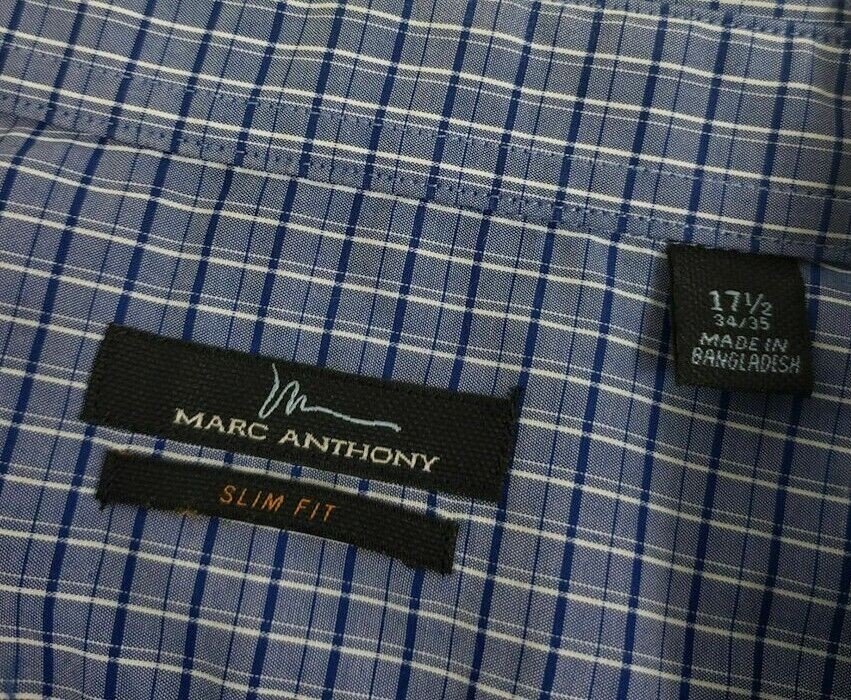 MARC ANTHONY
SLIM FIT
17½
34/35
MADE IN
BANGLADESH